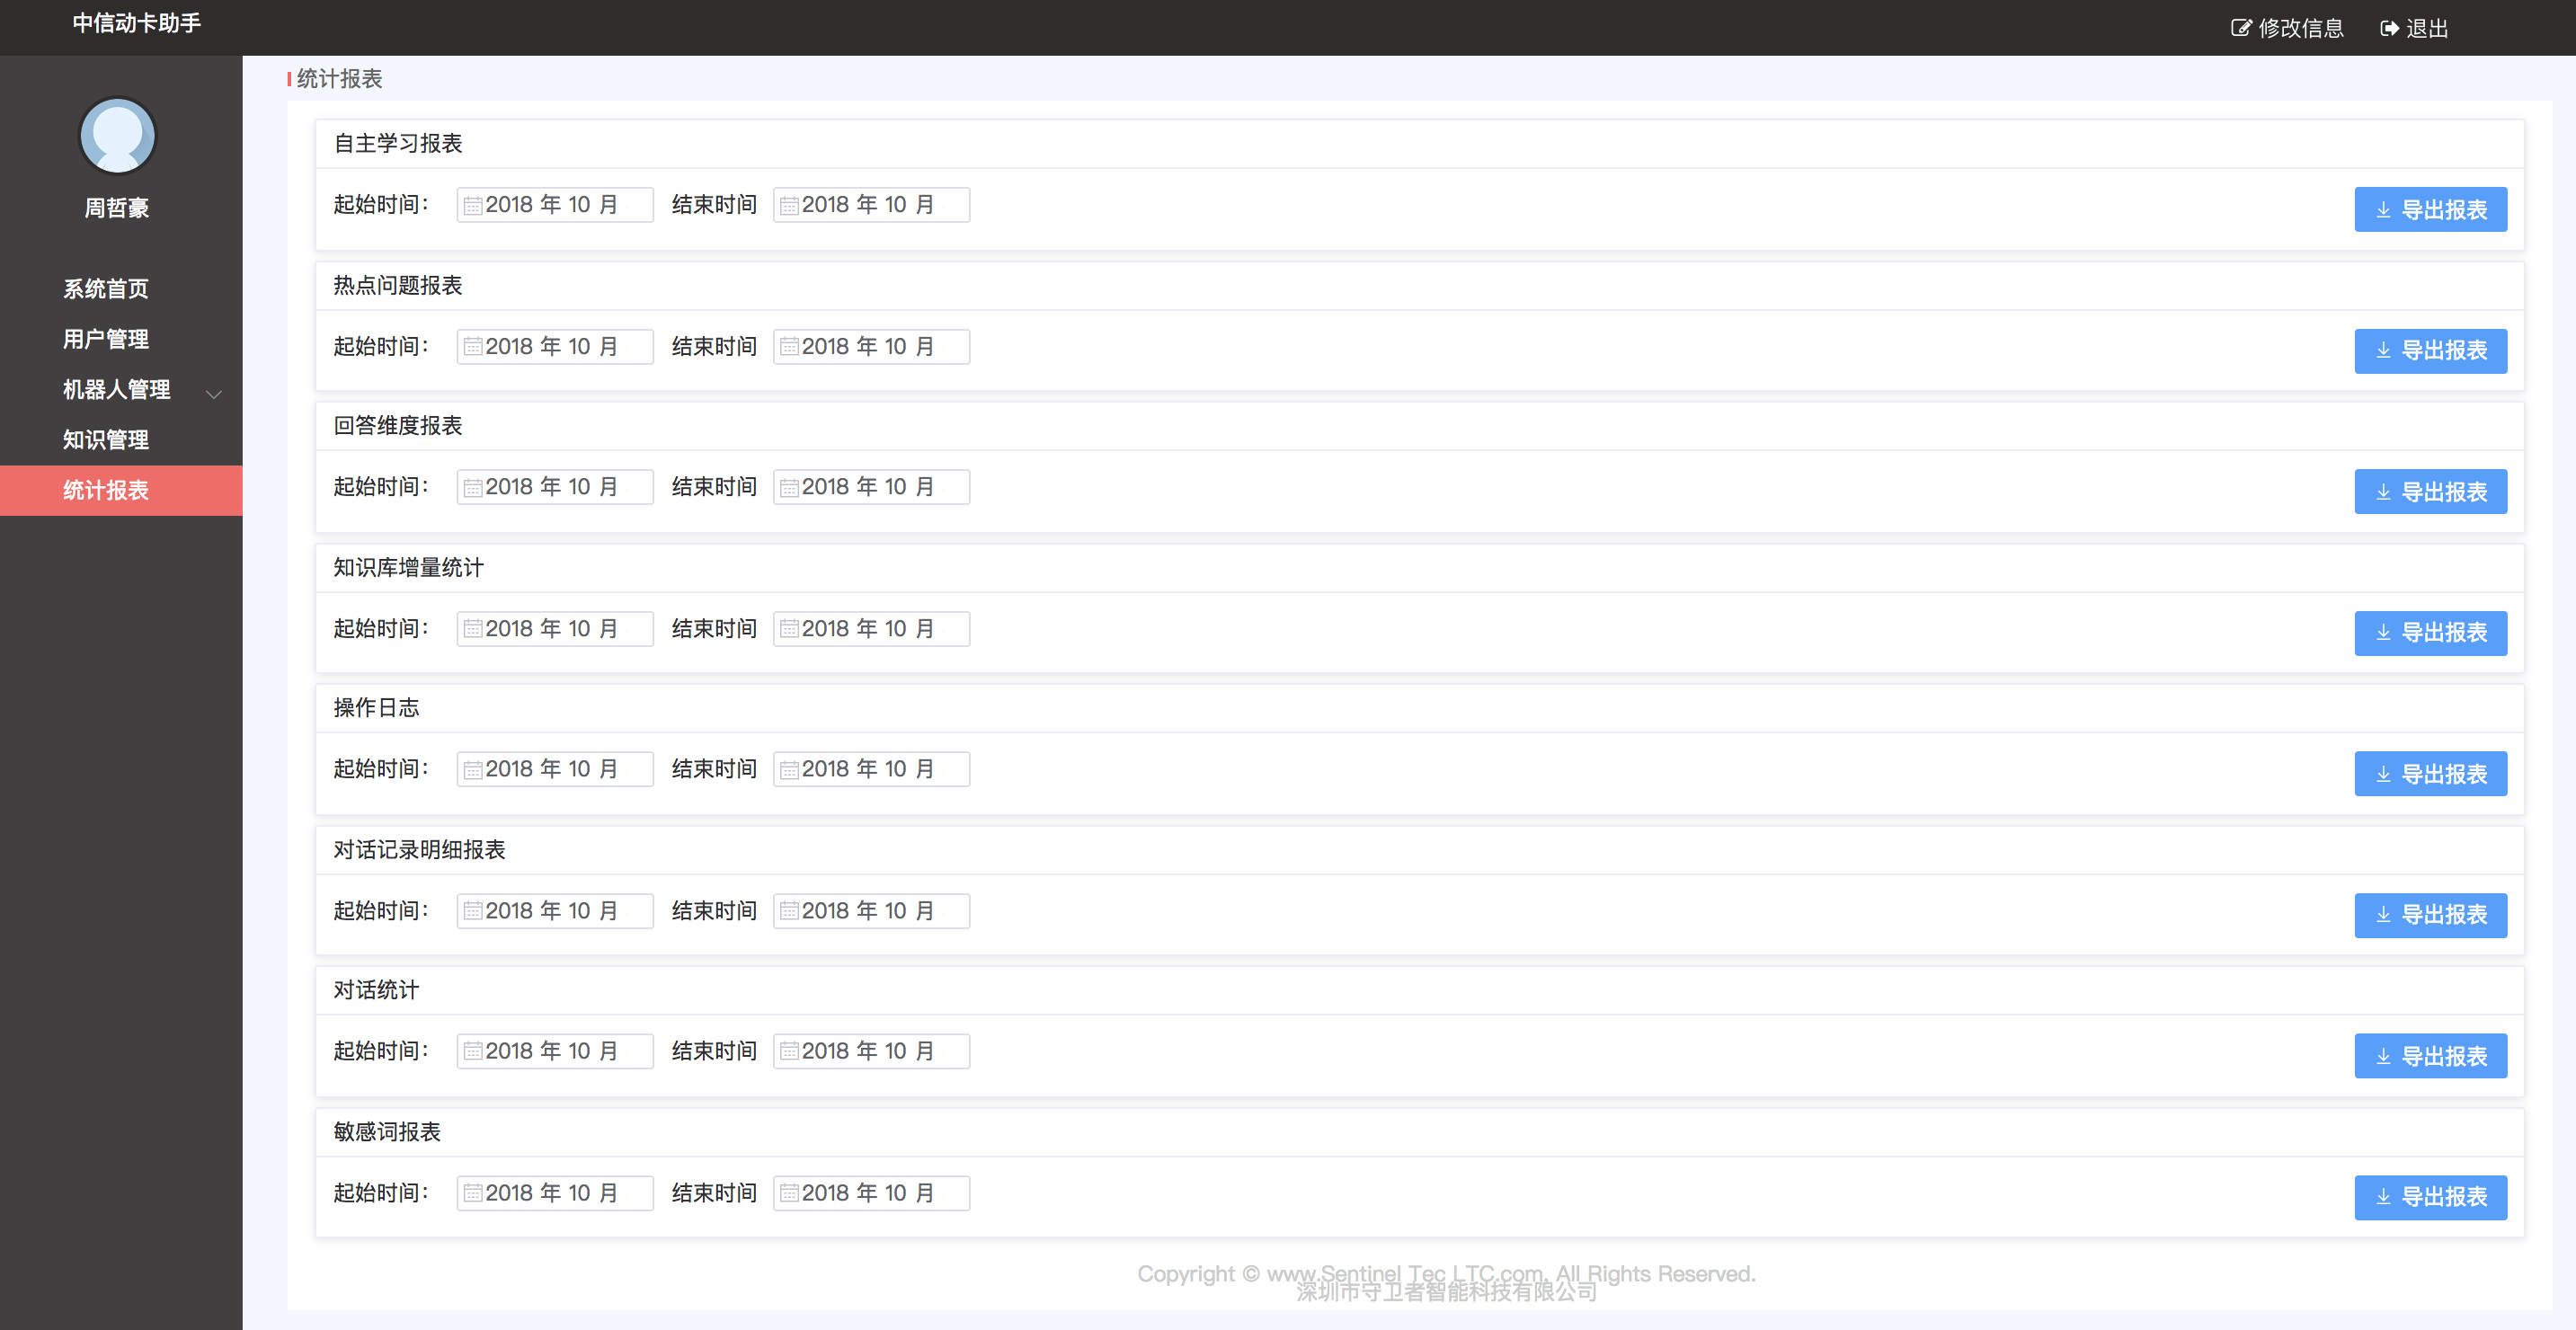 中信动卡助手
修改信息 退出
周哲豪
系统首页
用户管理
机器人管理
知识管理
统计报表
统计报表
自主学习报表
起始时间： 2018 年 10 月 结束时间 2018 年 10 月 导出报表
热点问题报表
起始时间： 2018 年 10 月 结束时间 2018 年 10 月 导出报表
回答维度报表
起始时间： 2018 年 10 月 结束时间 2018 年 10 月 导出报表
知识库增量统计
起始时间： 2018 年 10 月 结束时间 2018 年 10 月 导出报表
操作日志
起始时间： 2018 年 10 月 结束时间 2018 年 10 月 导出报表
对话记录明细报表
起始时间： 2018 年 10 月 结束时间 2018 年 10 月 导出报表
对话统计
起始时间： 2018 年 10 月 结束时间 2018 年 10 月 导出报表
敏感词报表
起始时间： 2018 年 10 月 结束时间 2018 年 10 月 导出报表
Copyright © www.Sentinel Tec LTC.com. All Rights Reserved.
深圳市守卫者智能科技有限公司